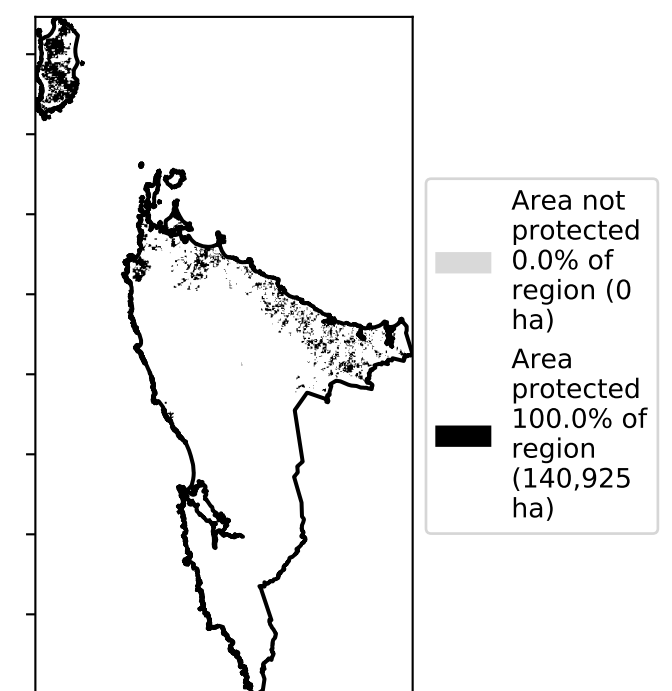 Area not
protected
0.0% of
region (0
ha)
Area
protected
100.0% of
region
(140,925
ha)